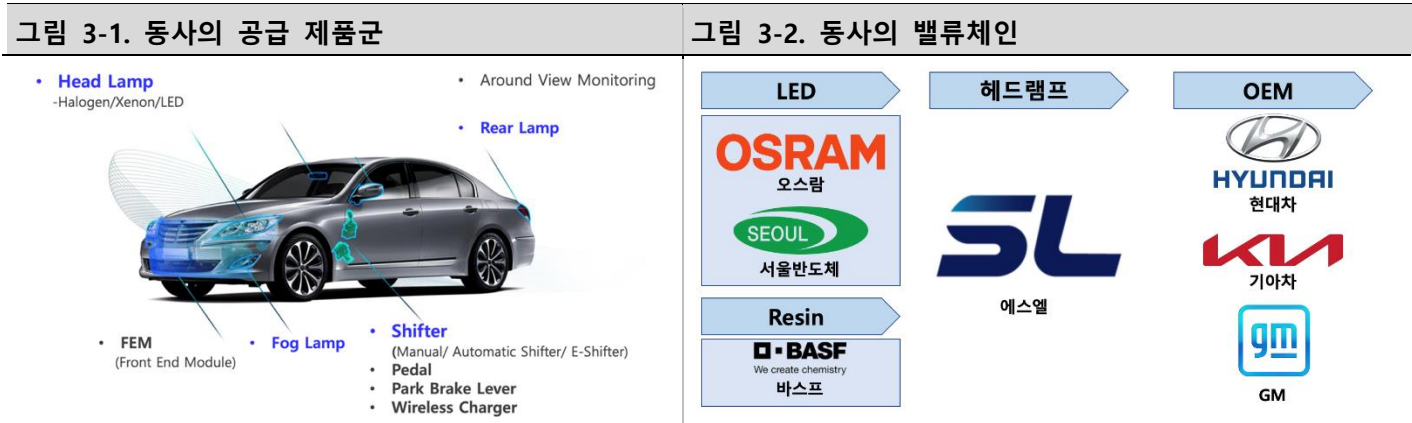 그림 3-1. 동사의 공급 제품군
• Head Lamp
-Halogen/Xenon/LED
• Around View Monitoring
• Rear Lamp
• FEM
(Front End Module)
• Fog Lamp
• Shifter
(Manual/ Automatic Shifter/ E-Shifter)
• Pedal
• Park Brake Lever
• Wireless Charger
그림 3-2. 동사의 밸류체인
LED
OSRAM
오스람
SEOUL
서울반도체
Resin
BASF
We create chemistry
바스프
헤드램프
SL
에스엘
OEM
HYUNDAI
현대차
KIA
기아차
gm
GM